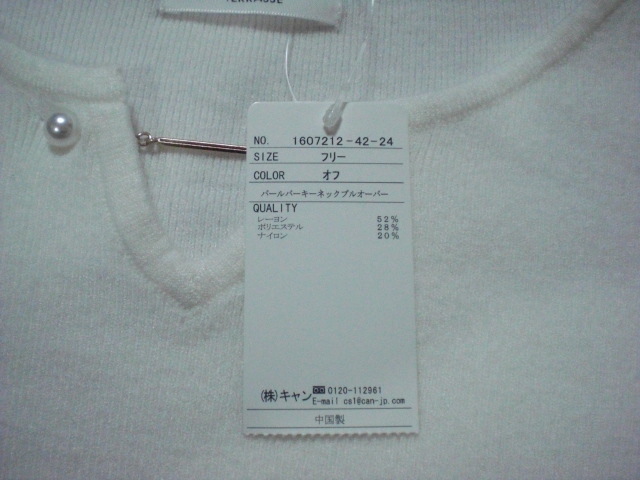 NO. 1607212-42-24
SIZE フリー
COLOR オフ
パールバーキーネックプルオーバー
QUALITY
レーヨン 52%
ポリエステル 28%
ナイロン 20%
(株)キャン 0120-112961
E-mail cs1@can-jp.com
中国製